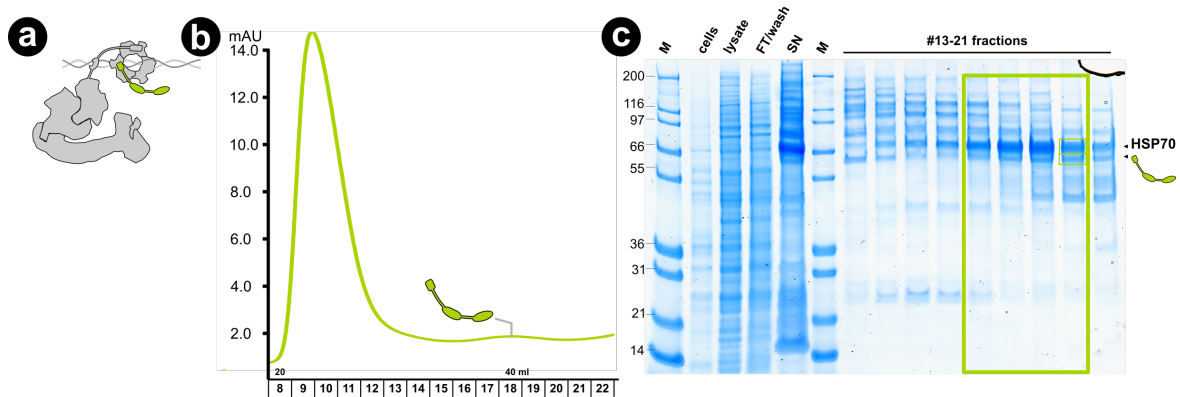 a
b
mAU
14.0
12.0
10.0
8.0
6.0
4.0
2.0
20
40 ml
8 9 10 11 12 13 14 15 16 17 18 19 20 21 22
c
M cells lysate FT/wash SN M #13-21 fractions
200
116
97
66
55
36
31
21
14
HSP70